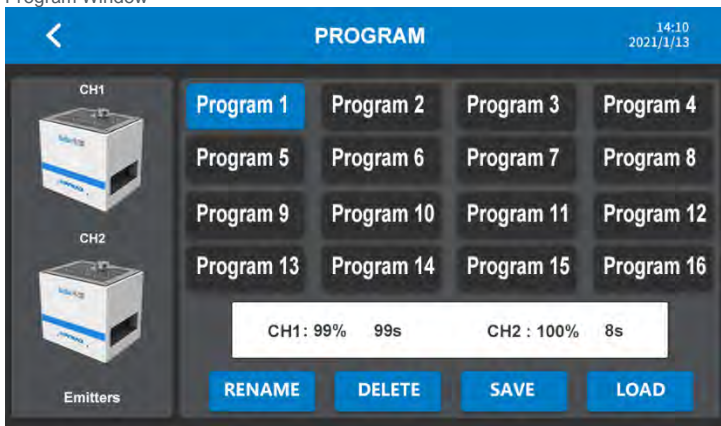 Program Window
PROGRAM
14:10
2021/1/13
CH1
CH2
Emitters
Program 1 Program 2 Program 3 Program 4
Program 5 Program 6 Program 7 Program 8
Program 9 Program 10 Program 11 Program 12
Program 13 Program 14 Program 15 Program 16
CH1: 99% 99s CH2 : 100% 8s
RENAME DELETE SAVE LOAD